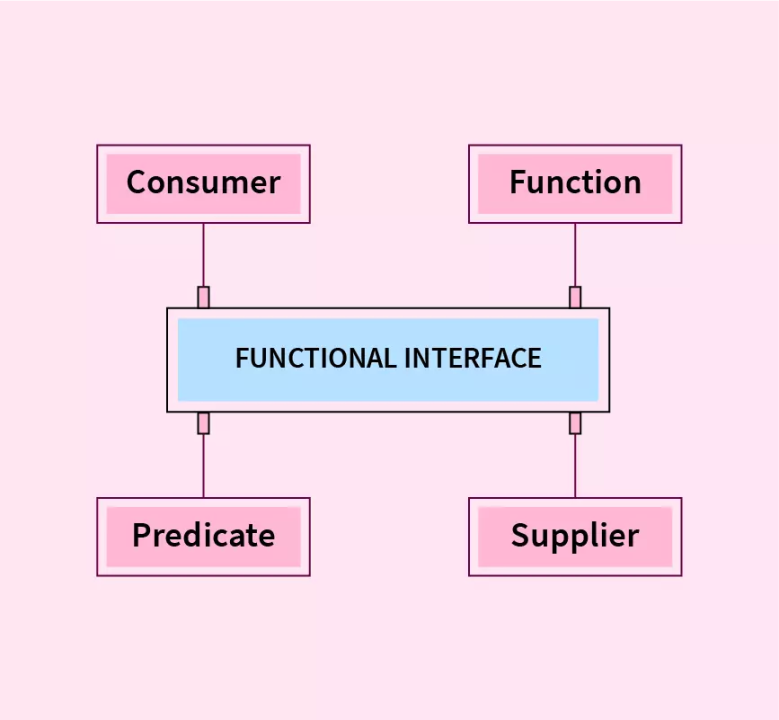 Consumer
Function
FUNCTIONAL INTERFACE
Predicate
Supplier